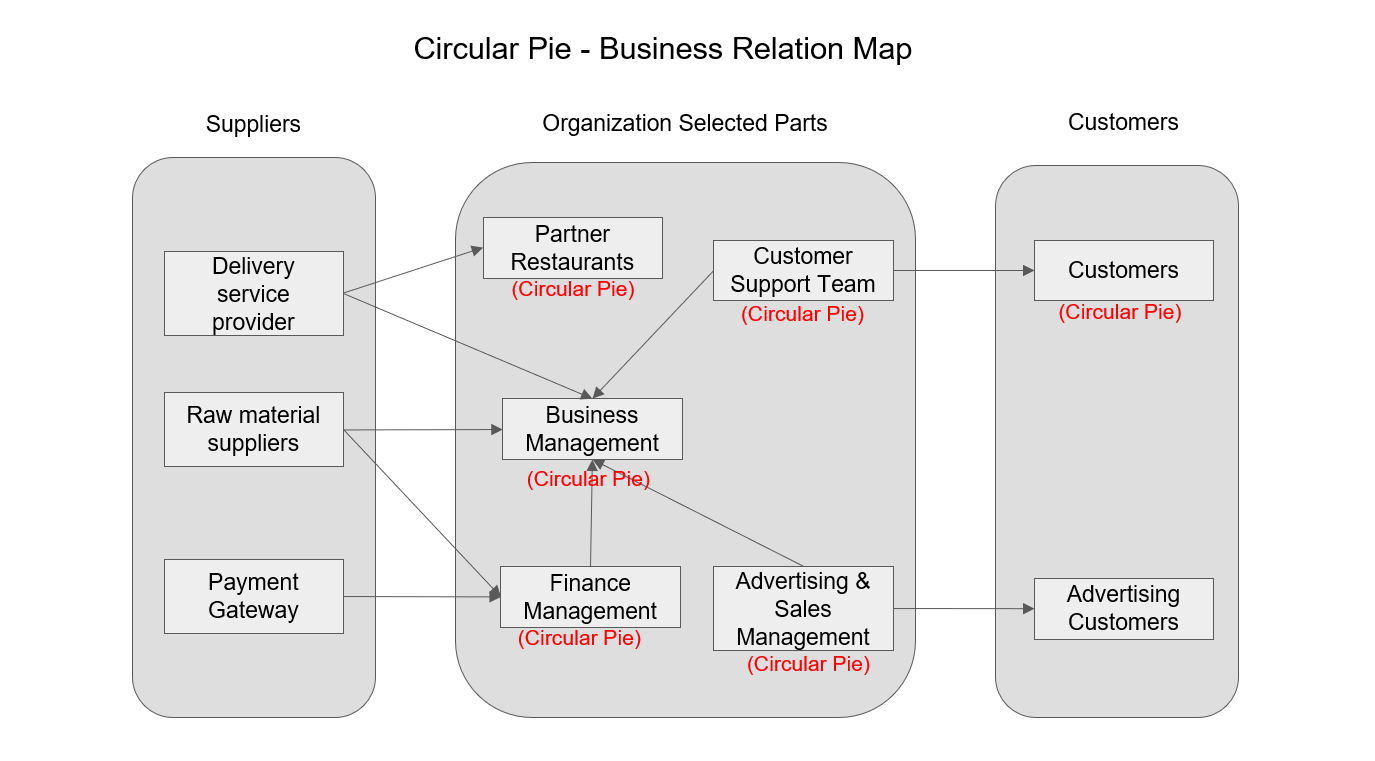 Circular Pie - Business Relation Map
Suppliers
Organization Selected Parts
Customers
Delivery
service
provider
Raw material
suppliers
Payment
Gateway
Partner
Restaurants
(Circular Pie)
Customer
Support Team
(Circular Pie)
Business
Management
(Circular Pie)
Finance
Management
(Circular Pie)
Advertising &
Sales
Management
(Circular Pie)
Customers
(Circular Pie)
Advertising
Customers